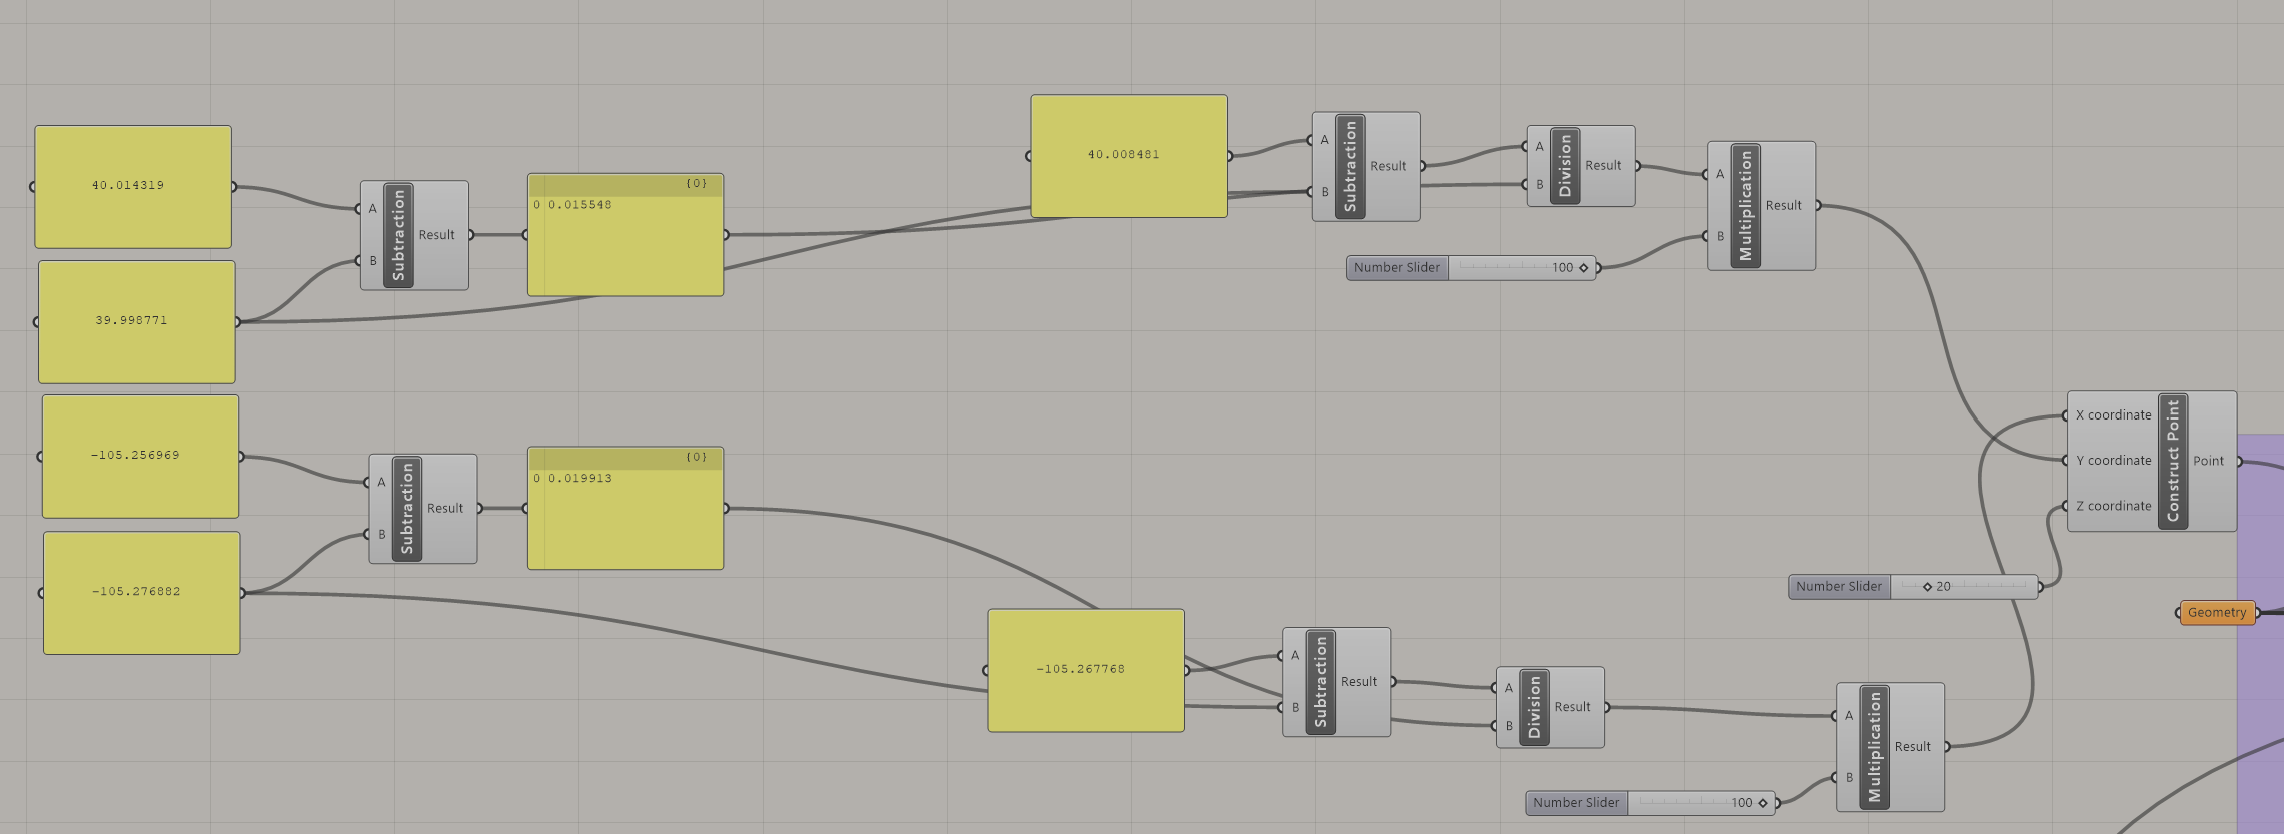 40.014319
39.998771
A
B
Subtraction
Result
{0}
0 0.015548
40.008481
A
B
Subtraction
Result
A
B
Division
Result
A
B
Multiplication
Result
Number Slider
100
-105.256969
-105.276882
A
B
Subtraction
Result
{0}
0 0.019913
-105.267768
A
B
Subtraction
Result
A
B
Division
Result
A
B
Multiplication
Result
Number Slider
100
X coordinate
Y coordinate
Z coordinate
Construct Point
Point
Number Slider
20
Geometry